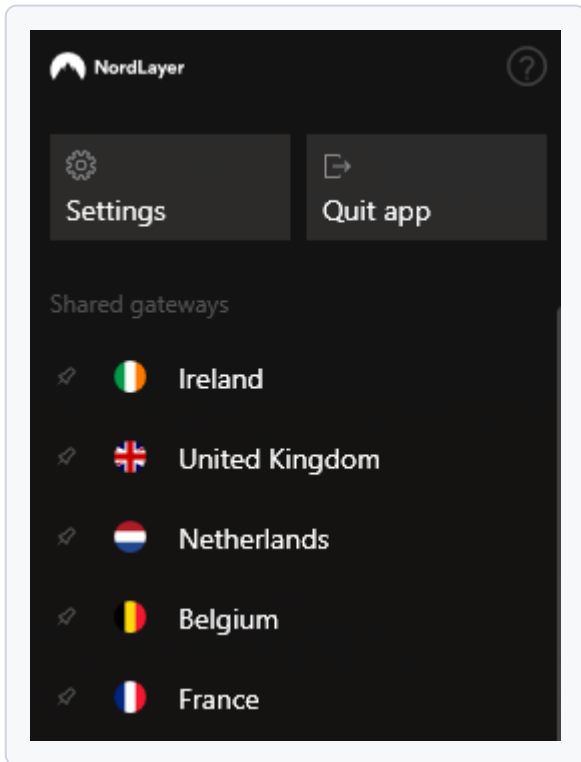 NordLayer
?
Settings
Quit app
Shared gateways
Ireland
United Kingdom
Netherlands
Belgium
France